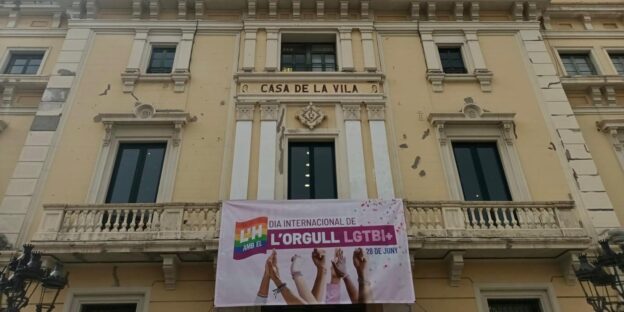 CASA DE LA VILA
L'H
AMB EL
DIA INTERNACIONAL DE
L'ORGULL LGTBI+
28 DE JUNY